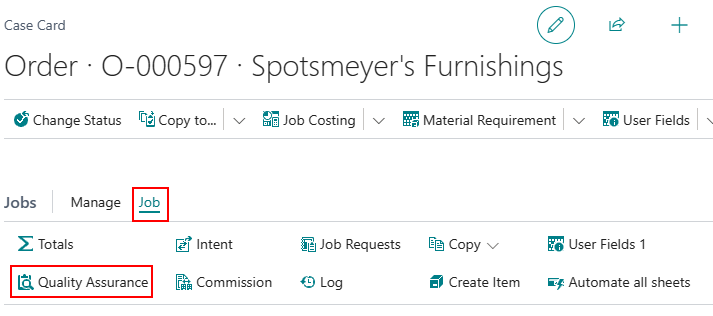 Case Card
Order · O-000597 · Spotsmeyer's Furnishings
Change Status Copy to... Job Costing Material Requirement User Fields
Jobs Manage Job
Totals Intent Job Requests Copy User Fields 1
Quality Assurance Commission Log Create Item Automate all sheets